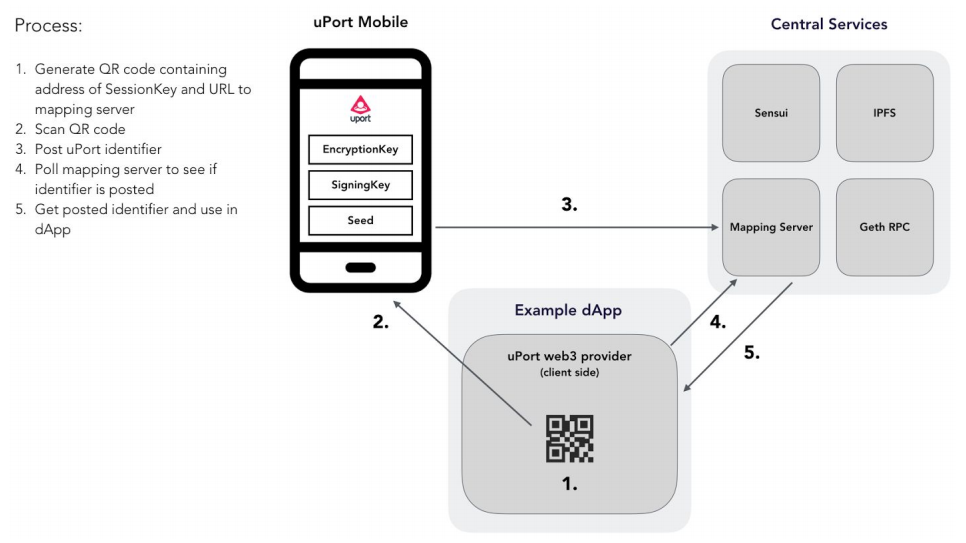 Process:
1. Generate QR code containing
address of SessionKey and URL to
mapping server
2. Scan QR code
3. Post uPort identifier
4. Poll mapping server to see if
identifier is posted
5. Get posted identifier and use in
dApp
uPort Mobile
uport
EncryptionKey
SigningKey
Seed
Central Services
Sensui
IPFS
Mapping Server
Geth RPC
3.
2.
4.
5.
Example dApp
uPort web3 provider
(client side)
1.